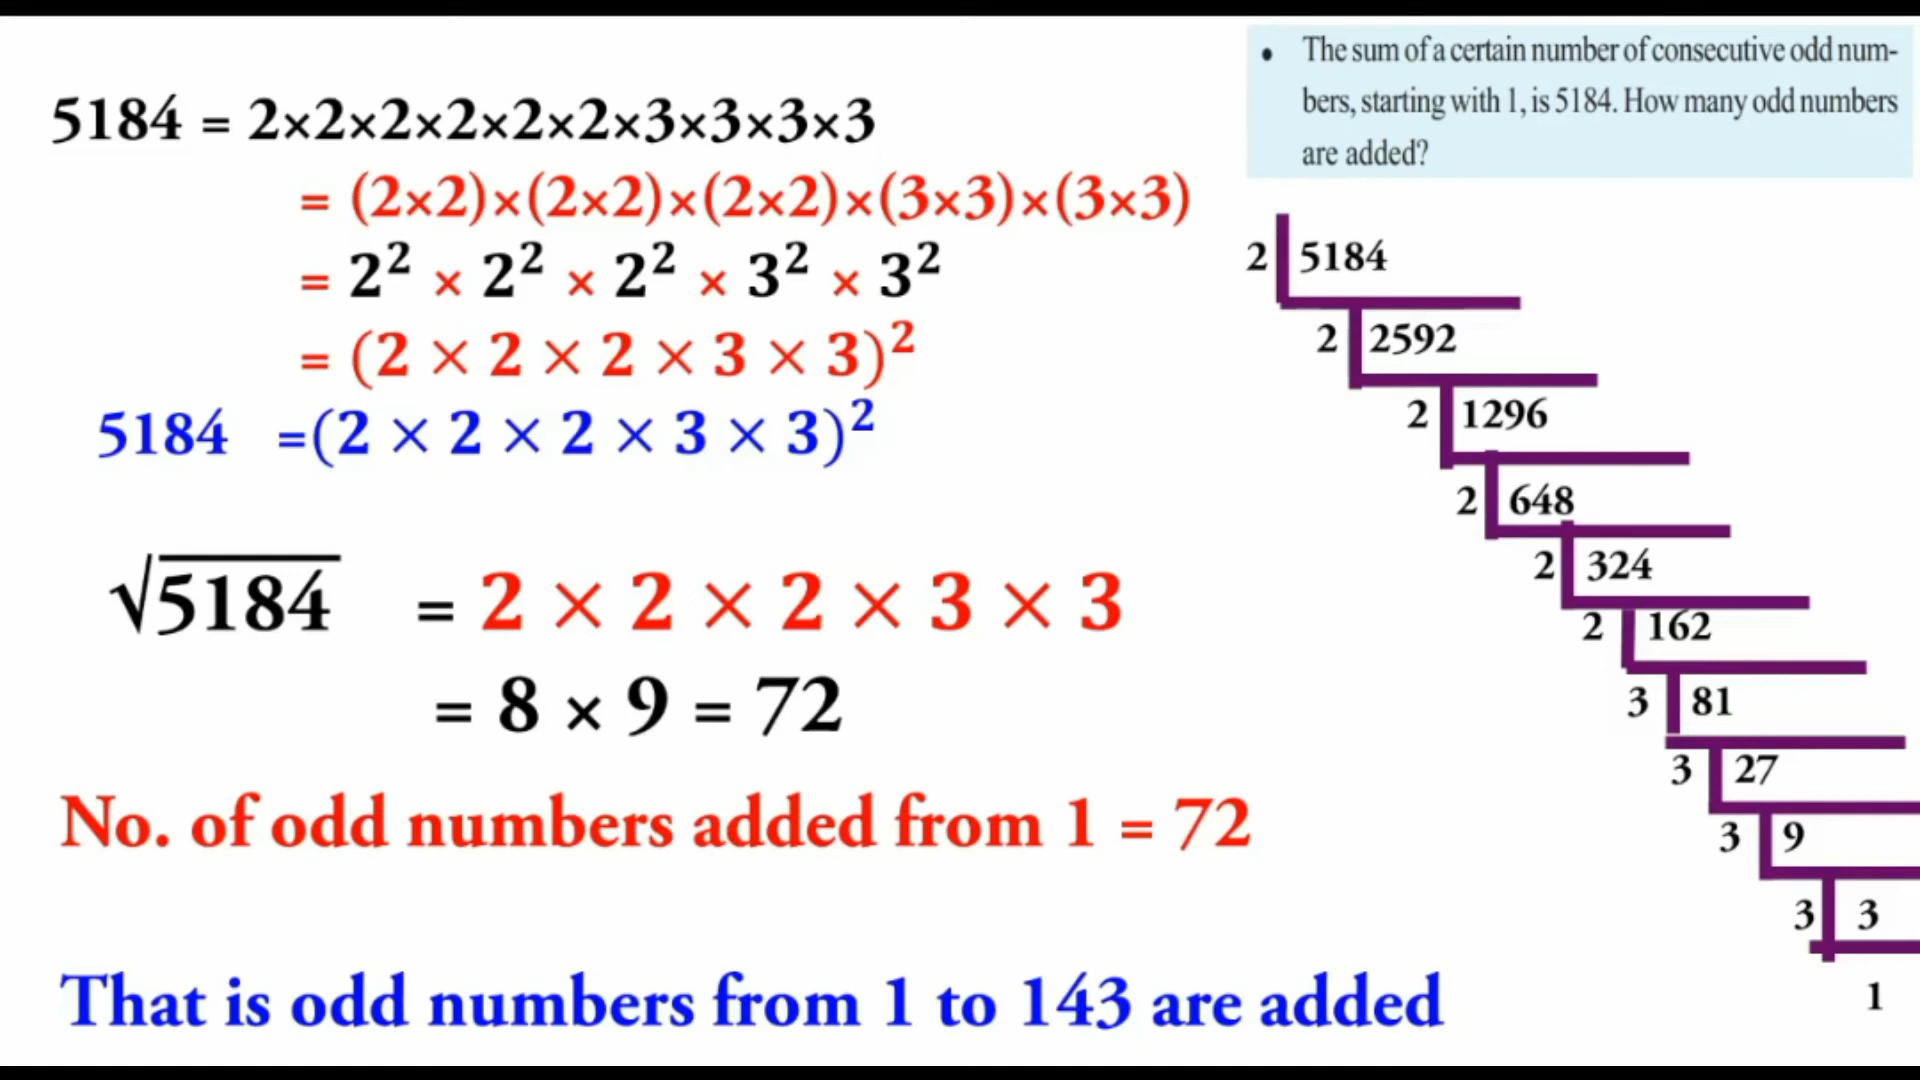 • The sum of a certain number of consecutive odd num-
bers, starting with 1, is 5184. How many odd numbers
are added?
5184 = 2×2×2×2×2×2×3×3×3×3
= (2×2)×(2×2)×(2×2)×(3×3)×(3×3)
= 2² × 2² × 2² × 3² × 3²
= (2 × 2 × 2 × 3 × 3)²
5184 =(2 × 2 × 2 × 3 × 3)²
√5184 = 2 × 2 × 2 × 3 × 3
= 8 × 9 = 72
No. of odd numbers added from 1 = 72
That is odd numbers from 1 to 143 are added
2 5184
2 2592
2 1296
2 648
2 324
2 162
3 81
3 27
3 9
3 3
1